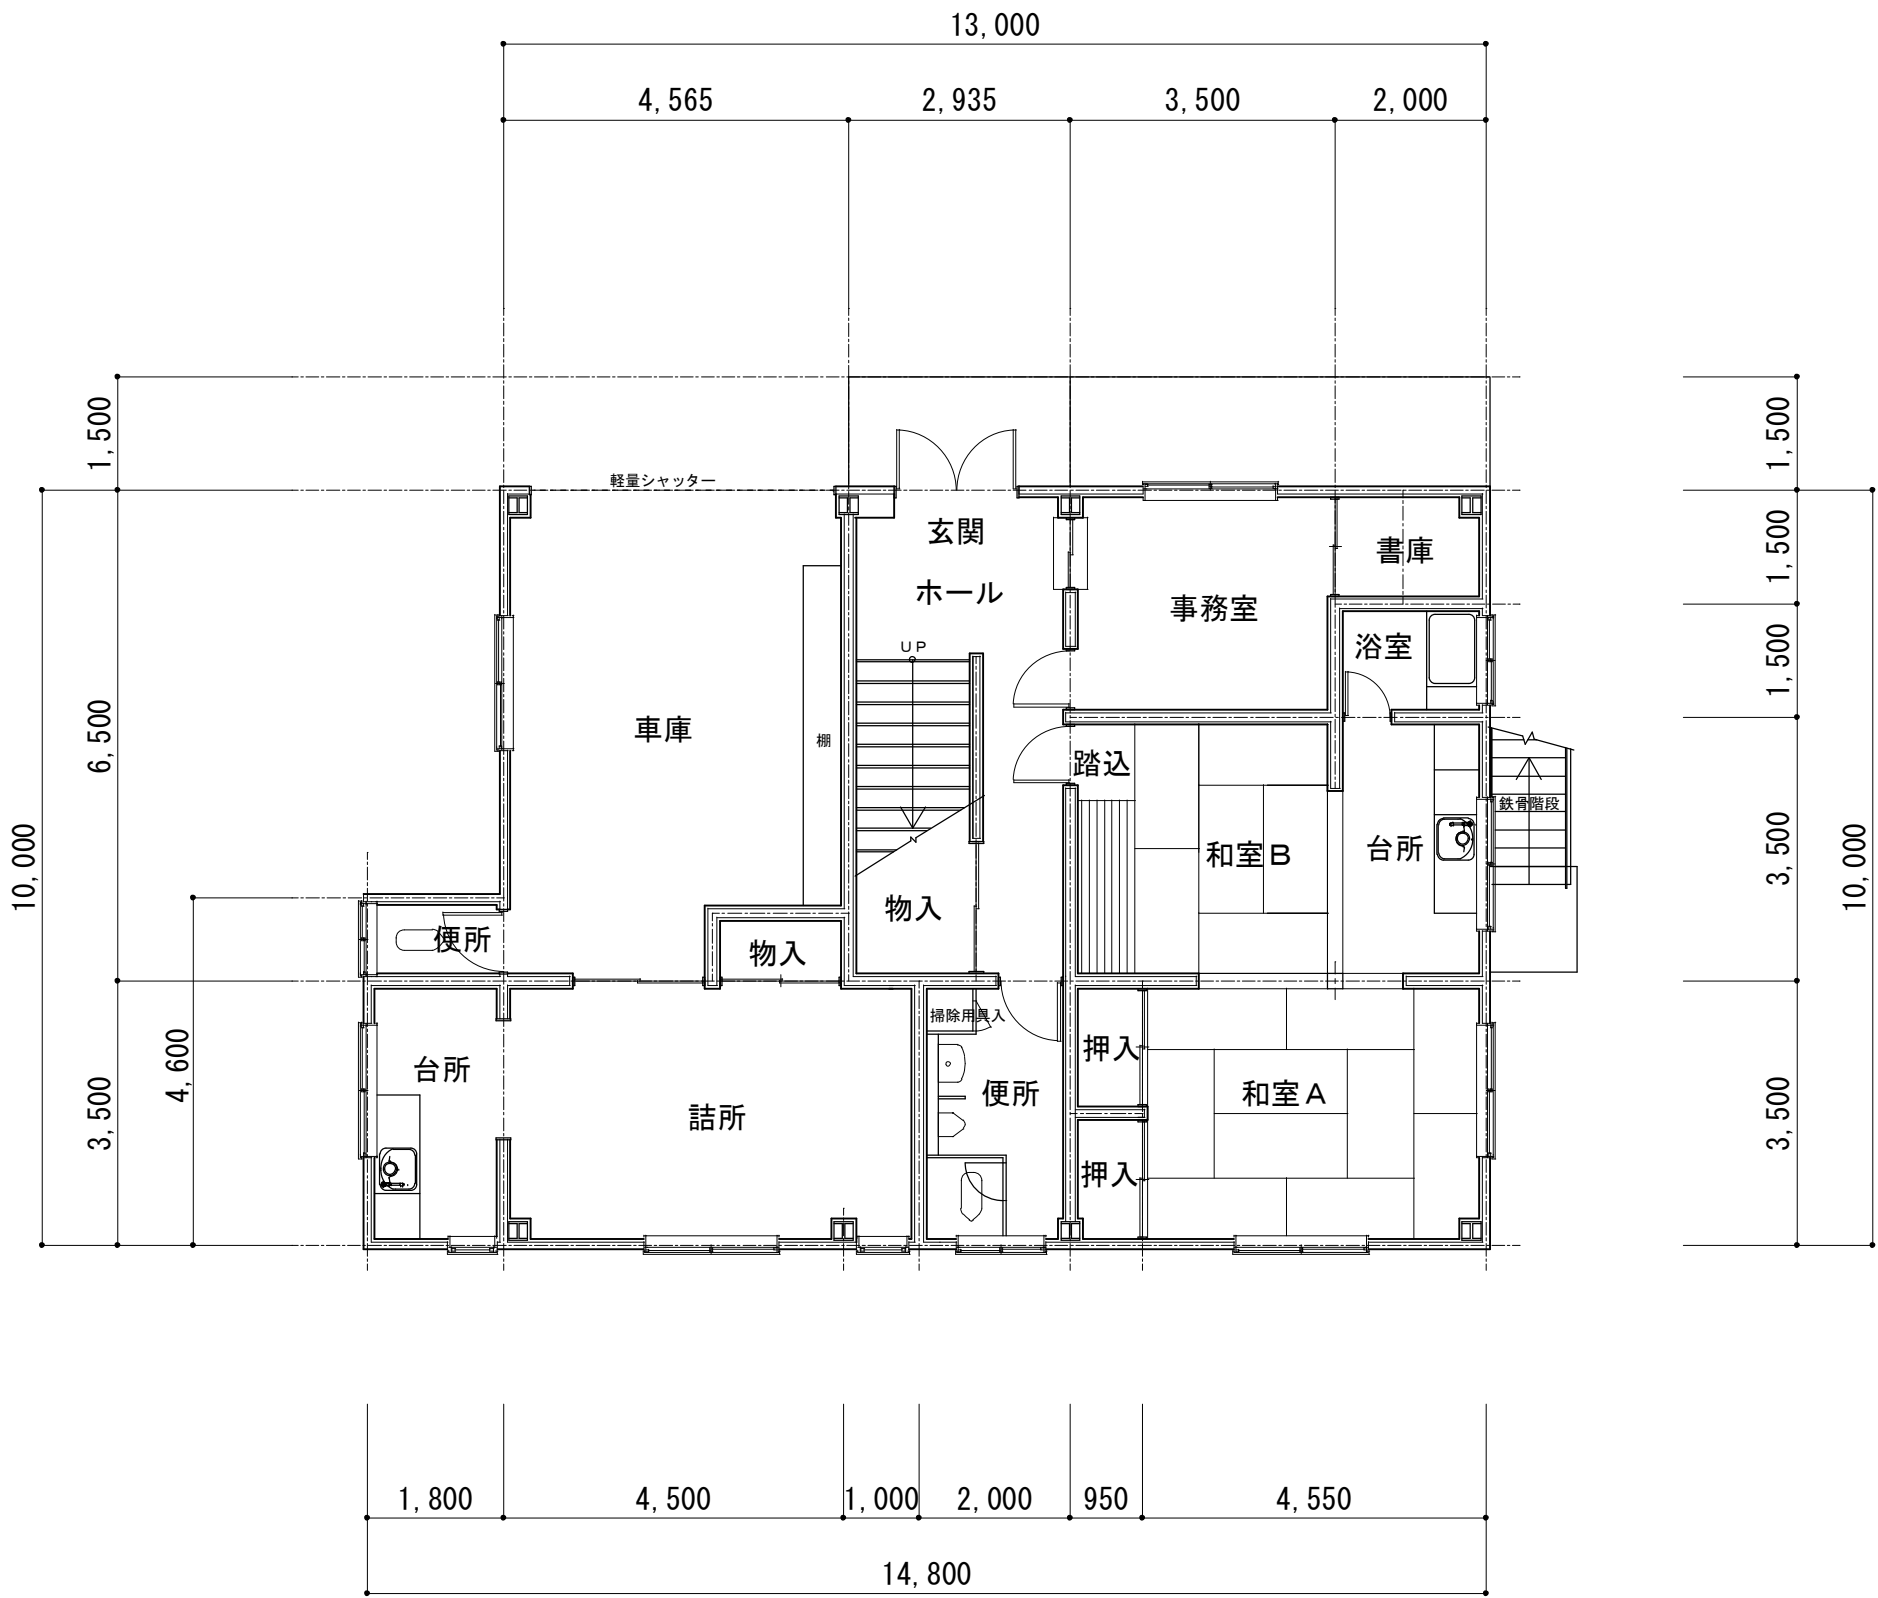 13,000
4,565
2,935
3,500
2,000
1,500
1,500
軽量シャッター
玄関
ホール
書庫
1,500
事務室
浴室
1,500
UP
6,500
車庫
棚
踏込
鉄骨階段
和室B
台所
3,500
10,000
10,000
物入
便所
物入
掃除用具入
押入
4,600
台所
便所
和室A
詰所
3,500
3,500
押入
1,800
4,500
1,000
2,000
950
4,550
14,800